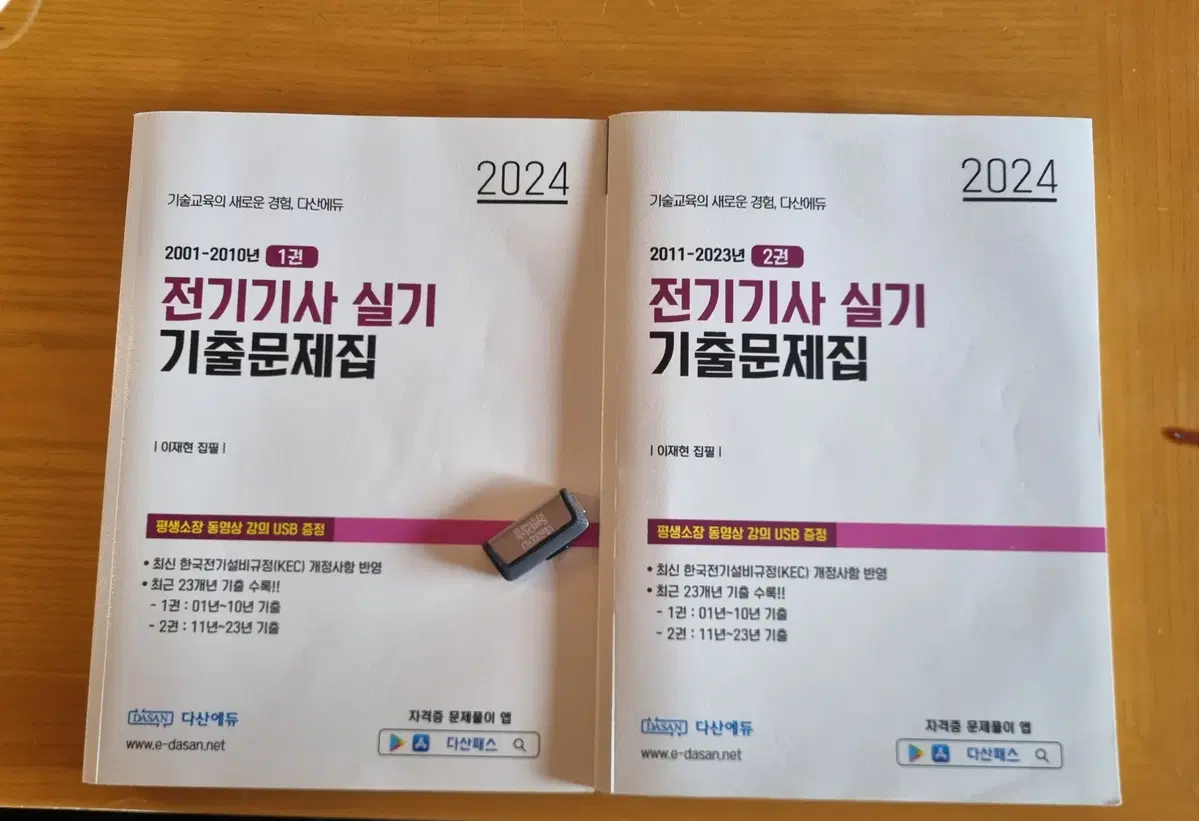 2024
기술교육의 새로운 경험, 다산에듀
2001-2010년 1권
전기기사 실기
기출문제집
| 이재현 집필 |
평생소장 동영상 강의 USB 증정
• 최신 한국전기설비규정(KEC) 개정사항 반영
• 최근 23개년 기출 수록!!
- 1권 : 01년~10년 기출
- 2권 : 11년~23년 기출
DASAN 다산에듀
www.e-dasan.net
자격증 문제풀이 앱
다산패스
2024
기술교육의 새로운 경험, 다산에듀
2011-2023년 2권
전기기사 실기
기출문제집
| 이재현 집필 |
평생소장 동영상 강의 USB 증정
• 최신 한국전기설비규정(KEC) 개정사항 반영
• 최근 23개년 기출 수록!!
- 1권 : 01년~10년 기출
- 2권 : 11년~23년 기출
DASAN 다산에듀
www.e-dasan.net
자격증 문제풀이 앱
다산패스
SanDisk